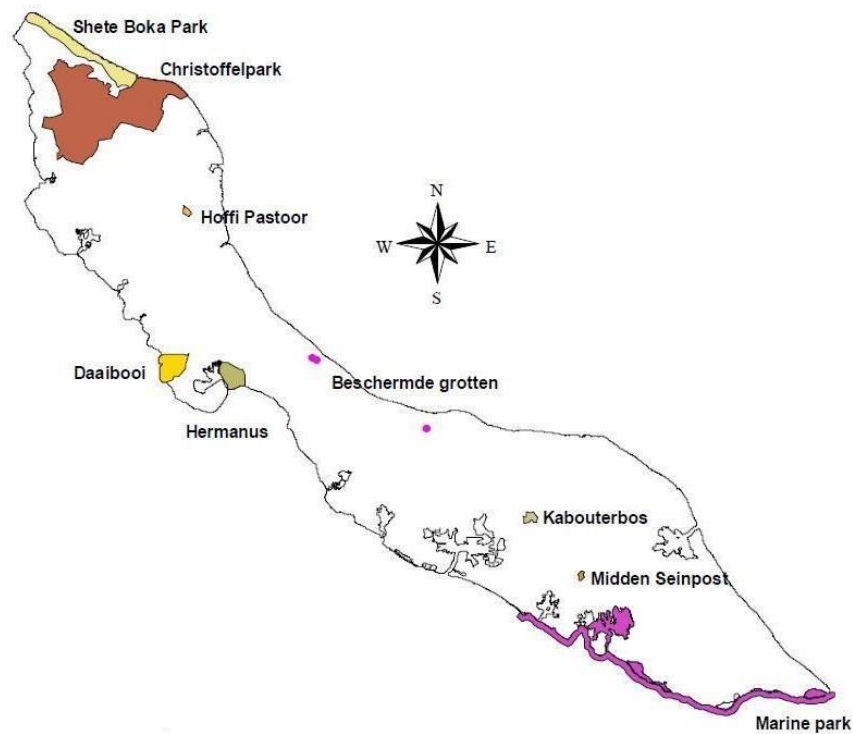 Shete Boka Park
Christoffelpark
Hoffi Pastoor
N
W
E
S
Daaibooi
Beschermde grotten
Hermanus
Kabouterbos
Midden Seinpost
Marine park